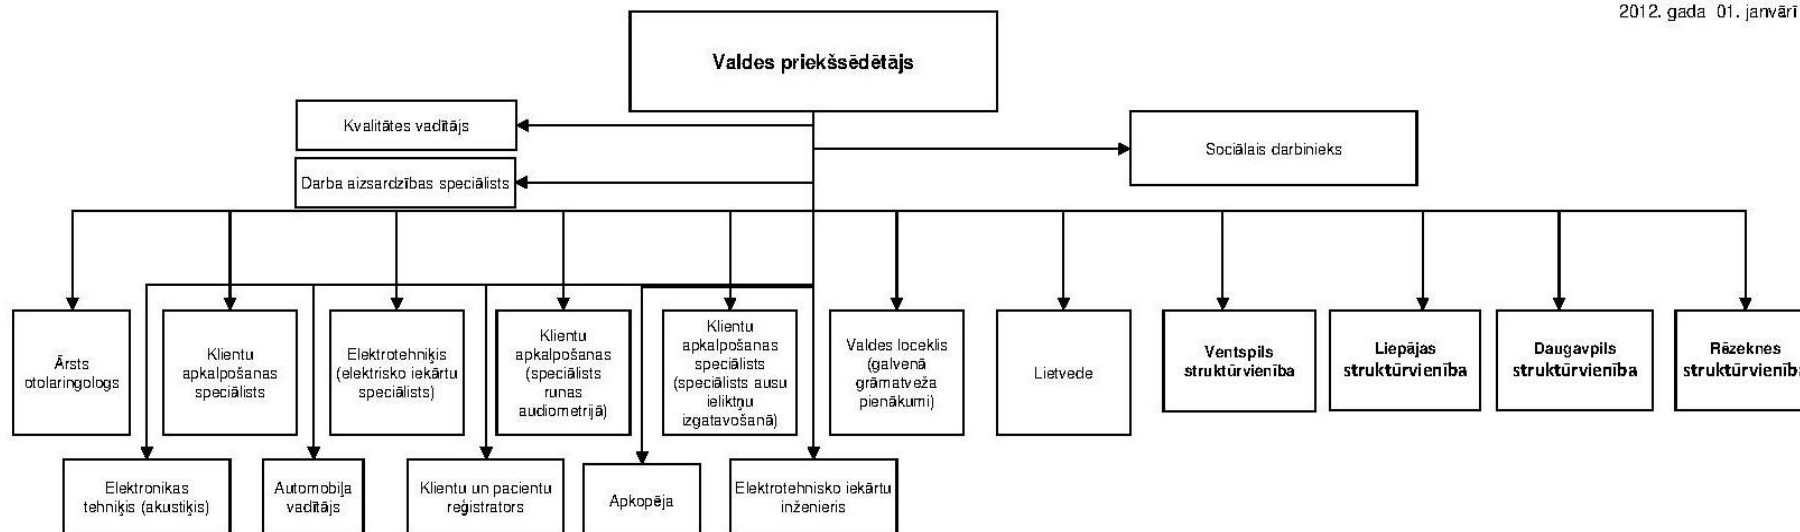 2012. gada 01. janvārī
Valdes priekšsēdētājs
Kvalitātes vadītājs
Sociālais darbinieks
Darba aizsardzības speciālists
Ārsts
otolaringologs
Klientu
apkalpošanas
speciālists
Elektrotehniķis
(elektrisko iekārtu
speciālists)
Klientu
apkalpošanas
(speciālists
runas
audiometrijā)
Klientu
apkalpošanas
speciālists
(speciālists ausu
ieliktņu
izgatavošanā)
Valdes loceklis
(galvenā
grāmatveža
pienākumi)
Lietvede
Ventspils
struktūrvienība
Liepājas
struktūrvienība
Daugavpils
struktūrvienība
Rēzeknes
struktūrvienība
Elektronikas
tehniķis (akustiķis)
Automobiļa
vadītājs
Klientu un pacientu
reģistrators
Apkopēja
Elektrotehnisko iekārtu
inženieris